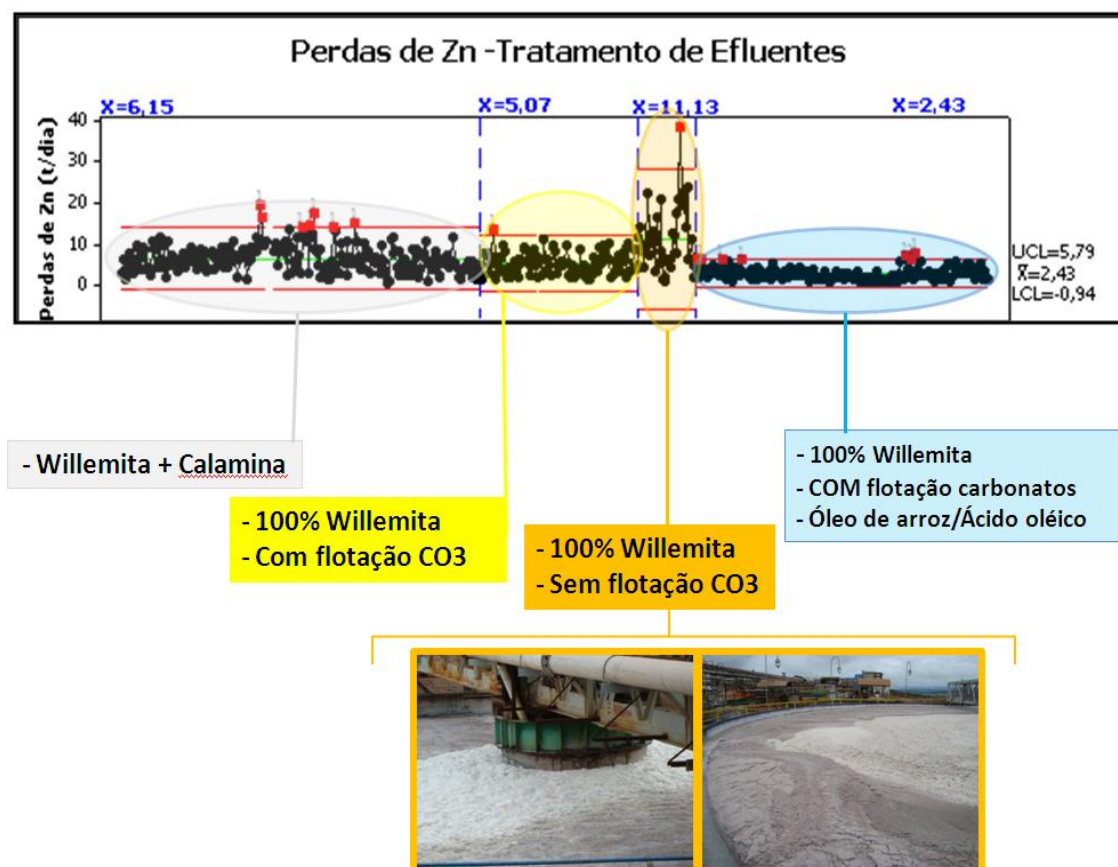 Perdas de Zn -Tratamento de Efluentes
X̄=6,15
X̄=5,07
X̄=11,13
X̄=2,43
Perdas de Zn (t/dia)
40
30
20
10
0
UCL=5,79
X̿=2,43
LCL=-0,94
- Willemita + Calamina
- 100% Willemita
- Com flotação CO3
- 100% Willemita
- Sem flotação CO3
- 100% Willemita
- COM flotação carbonatos
- Óleo de arroz/Ácido oléico